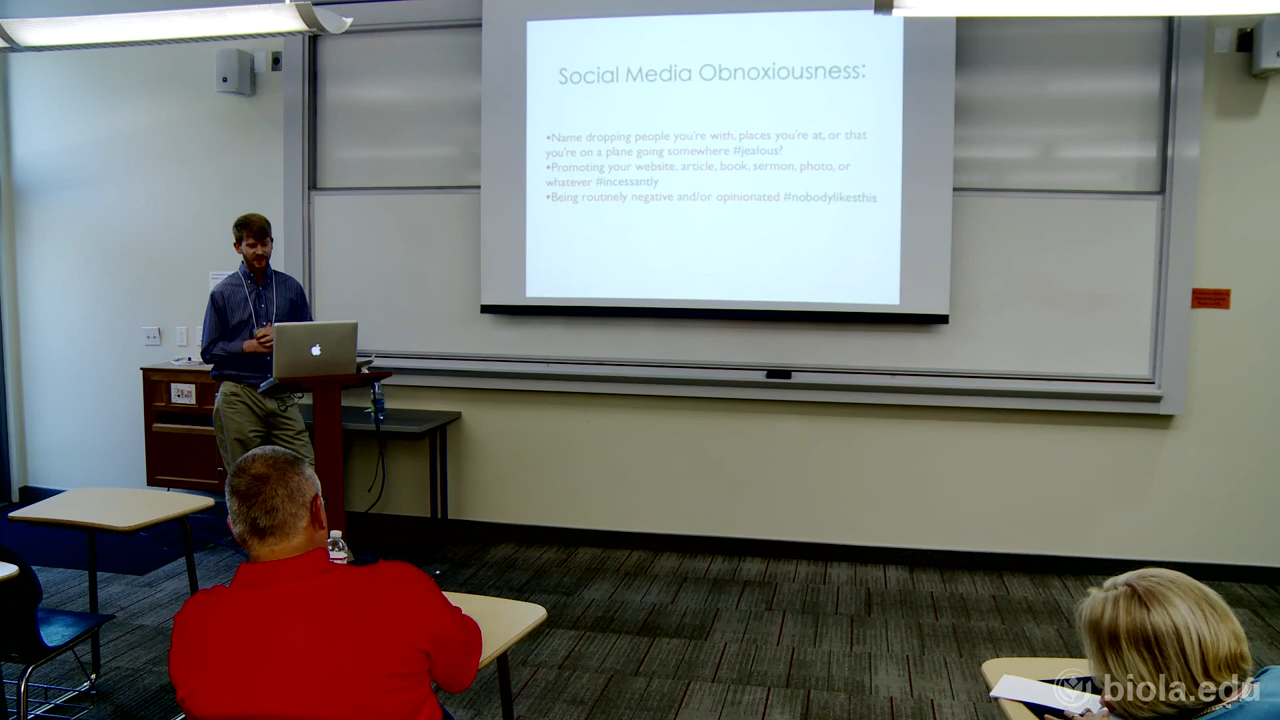 Social Media Obnoxiousness:
•Name dropping people you're with, places you're at, or that
you're on a plane going somewhere #jealous?
•Promoting your website, article, book, sermon, photo, or
whatever #incessantly
•Being routinely negative and/or opinionated #nobodylikesthis
biola.edu